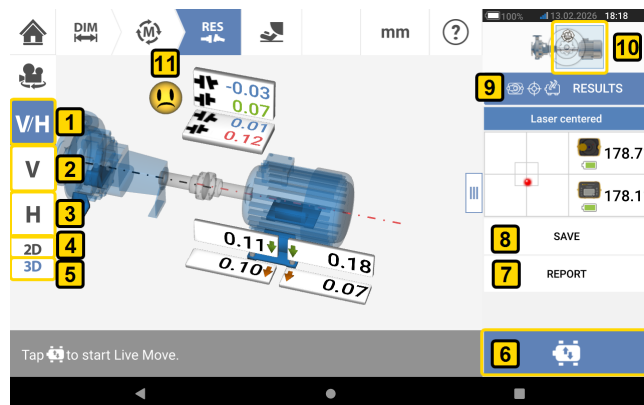 100% 13.02.2026 18:18
DIM
M
RES
mm
?
10
11
9
RESULTS
-0.03
0.07
0.01
0.12
V/H
1
Laser centered
V
2
178.7
178.1
H
3
2D
4
3D
5
0.11
0.18
0.10
0.07
8
SAVE
7
REPORT
6
Tap to start Live Move.